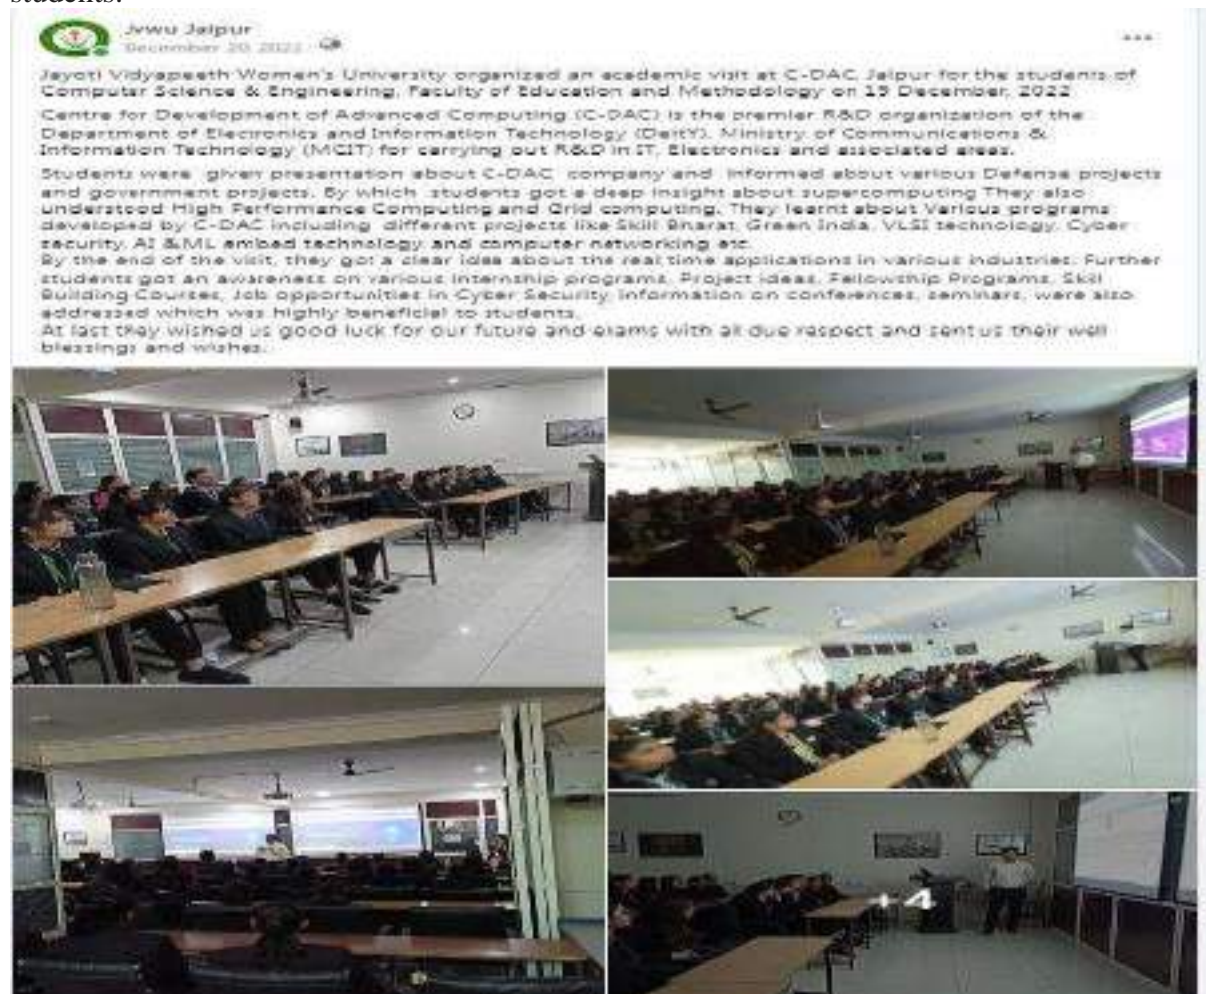 students.
Jvwu Jaipur
December 20, 2022
Jayoti Vidyapeeth Women's University organized an academic visit at C-DAC, Jaipur for the students of
Computer Science & Engineering, Faculty of Education and Methodology on 19 December, 2022
Centre for Development of Advanced Computing (C-DAC) is the premier R&D organization of the
Department of Electronics and Information Technology (DeitY), Ministry of Communications &
Information Technology (MCIT) for carrying out R&D in IT, Electronics and associated areas.
Students were given presentation about C-DAC company and informed about various Defense projects
and government projects. By which students got a deep insight about supercomputing They also
understood High Performance Computing and Grid computing. They learnt about Various programs
developed by C-DAC including different projects like Skill Bharat, Green India, VLSI technology, Cyber
security, AI &ML embed technology and computer networking etc.
By the end of the visit, they got a clear idea about the real time applications in various industries. Further
students got an awareness on various Internship programs, Project ideas, Fellowship Programs, Skill
Building Courses, Job opportunities in Cyber Security, information on conferences, seminars, were also
addressed which was highly beneficial to students.
At last they wished us good luck for our future and exams with all due respect and sent us their well
blessings and wishes.
+4